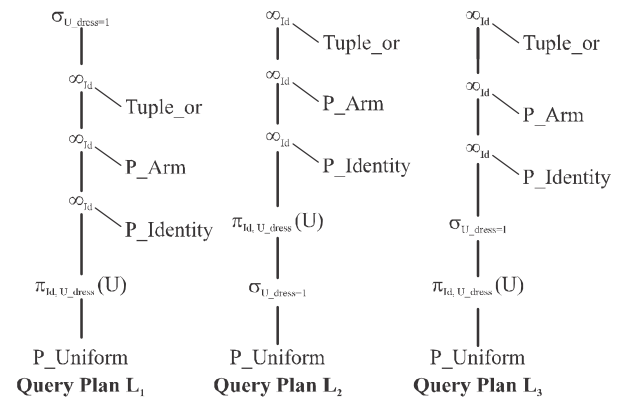 σU_dress=1
∞Id
Tuple_or
∞Id
P_Arm
∞Id
P_Identity
πId, U_dress (U)
P_Uniform
Query Plan L1
∞Id
Tuple_or
∞Id
P_Arm
∞Id
P_Identity
πId, U_dress (U)
σU_dress=1
P_Uniform
Query Plan L2
∞Id
Tuple_or
∞Id
P_Arm
∞Id
P_Identity
σU_dress=1
πId, U_dress (U)
P_Uniform
Query Plan L3